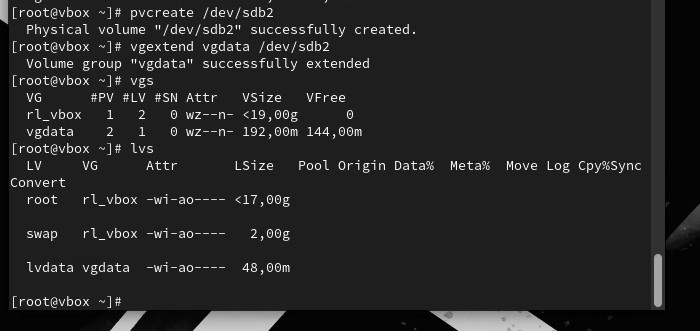 [root@vbox ~]# pvcreate /dev/sdb2
  Physical volume "/dev/sdb2" successfully created.
[root@vbox ~]# vgextend vgdata /dev/sdb2
  Volume group "vgdata" successfully extended
[root@vbox ~]# vgs
  VG      #PV #LV #SN Attr   VSize   VFree
  rl_vbox   1   2   0 wz--n- <19,00g      0
  vgdata    2   1   0 wz--n- 192,00m 144,00m
[root@vbox ~]# lvs
  LV     VG      Attr       LSize   Pool Origin Data%  Meta%  Move Log Cpy%Sync
Convert
  root   rl_vbox -wi-ao---- <17,00g
  swap   rl_vbox -wi-ao----   2,00g
  lvdata vgdata  -wi-ao----  48,00m
[root@vbox ~]#